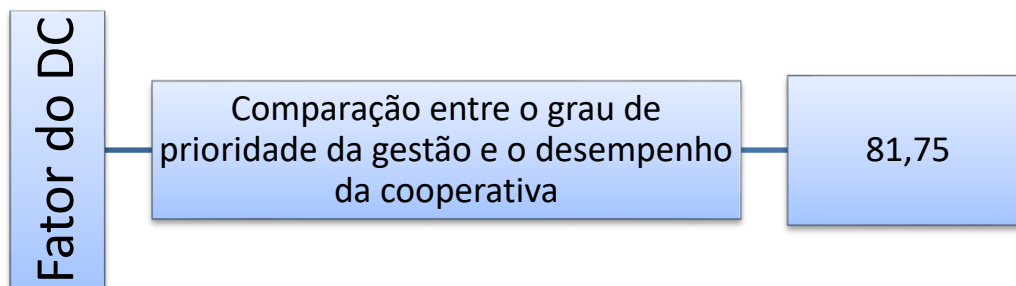 Fator do DC
Comparação entre o grau de
prioridade da gestão e o desempenho
da cooperativa
81,75